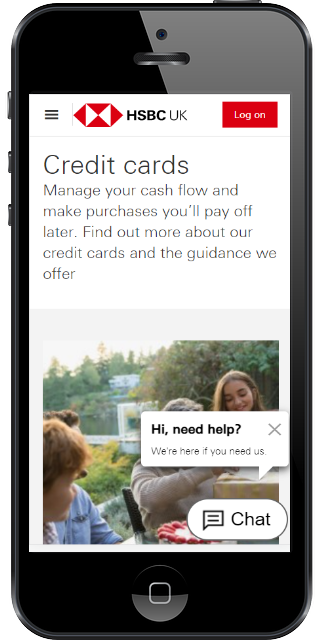 HSBC UK
Log on
Credit cards
Manage your cash flow and
make purchases you'll pay off
later. Find out more about our
credit cards and the guidance we
offer
Hi, need help?
We're here if you need us.
Chat